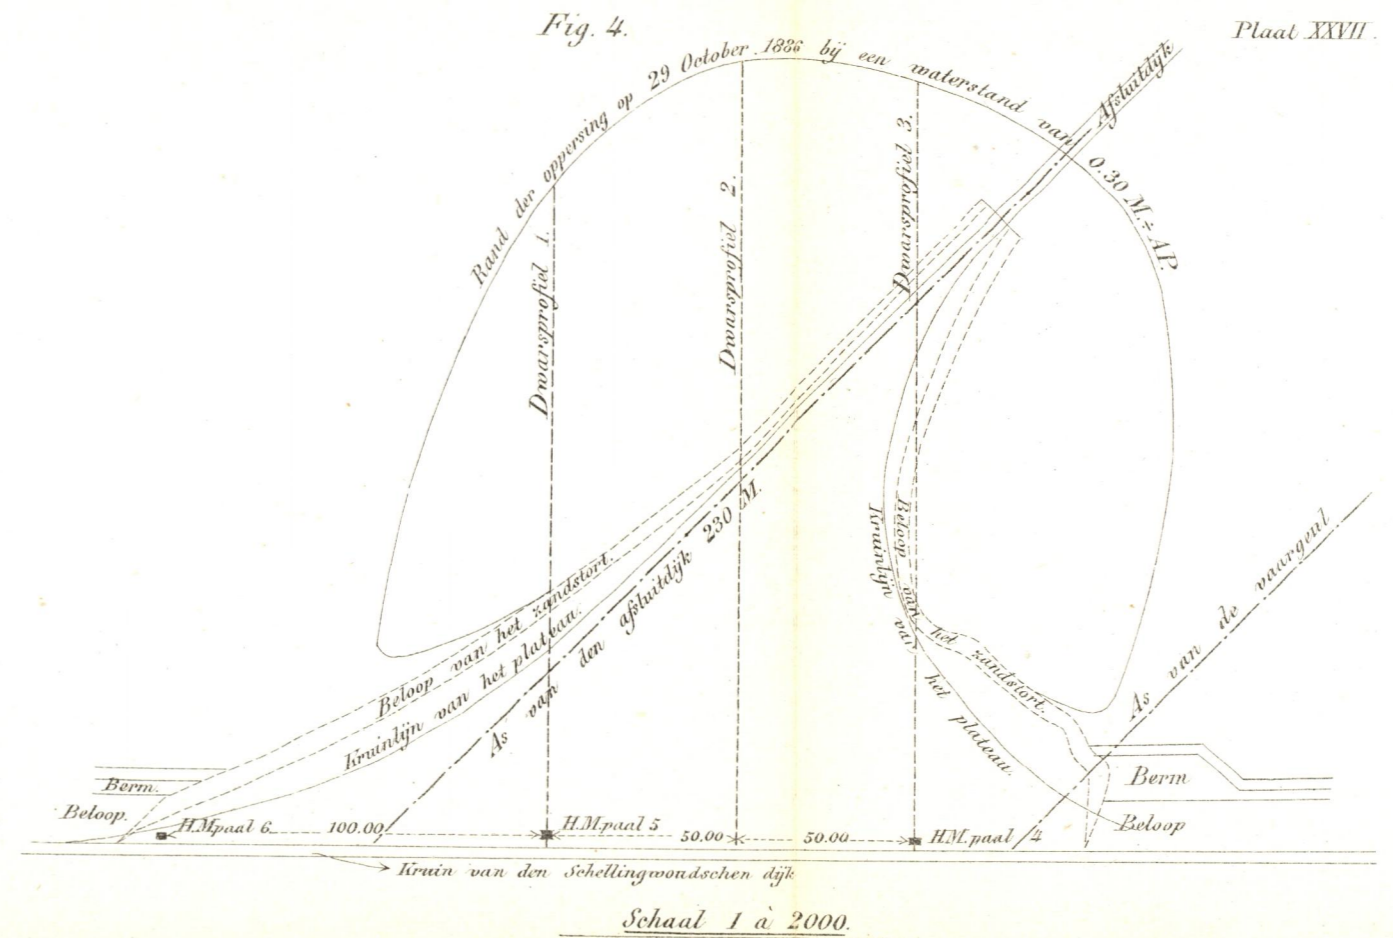 Fig. 4.
Plaat XXVII.
Rand der oppersing op 29 October 1886 bij een waterstand van 0.30 M. ÷ AP.
Afsluitdijk
Dwarsprofiel 1.
Dwarsprofiel 2.
Dwarsprofiel 3.
Beloop van het zandstort.
Kruinlijn van het plateau.
As van den afsluitdijk 230 M.
Beloop van het zandstort.
Kruinlijn van het plateau.
As van de vaargeul
Berm.
Beloop.
Berm
Beloop
H.M.paal 6
100.00
H.M.paal 5
50.00
50.00
H.M.paal 4
Kruin van den Schellingwondschen dijk
Schaal 1 à 2000.